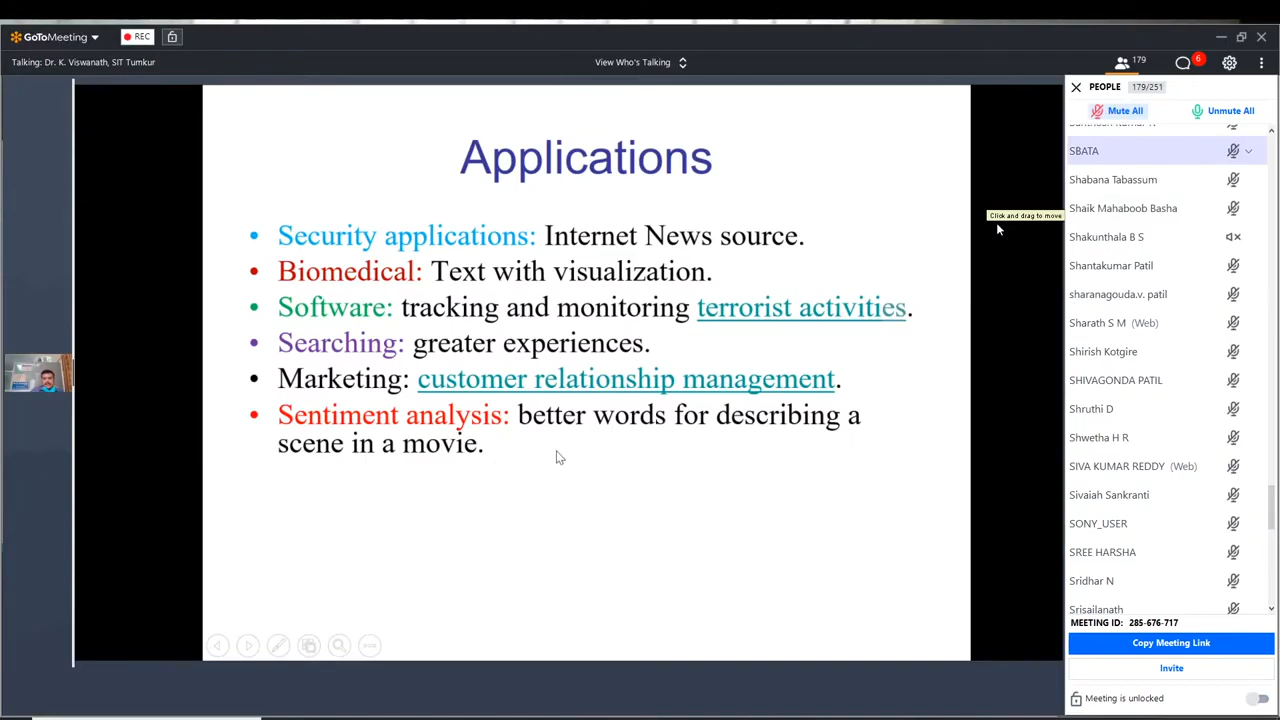 GoToMeeting
REC
Talking: Dr. K. Viswanath, SIT Tumkur
View Who's Talking
179
6
PEOPLE 179/251
Mute All
Unmute All
SBATA
Shabana Tabassum
Shaik Mahaboob Basha
Shakunthala B S
Shantakumar Patil
sharanagouda.v. patil
Sharath S M (Web)
Shirish Kotgire
SHIVAGONDA PATIL
Shruthi D
Shwetha H R
SIVA KUMAR REDDY (Web)
Sivaiah Sankranti
SONY_USER
SREE HARSHA
Sridhar N
Srisailanath
MEETING ID: 285-676-717
Copy Meeting Link
Invite
Meeting is unlocked
Click and drag to move
Applications
• Security applications: Internet News source.
• Biomedical: Text with visualization.
• Software: tracking and monitoring terrorist activities.
• Searching: greater experiences.
• Marketing: customer relationship management.
• Sentiment analysis: better words for describing a
scene in a movie.